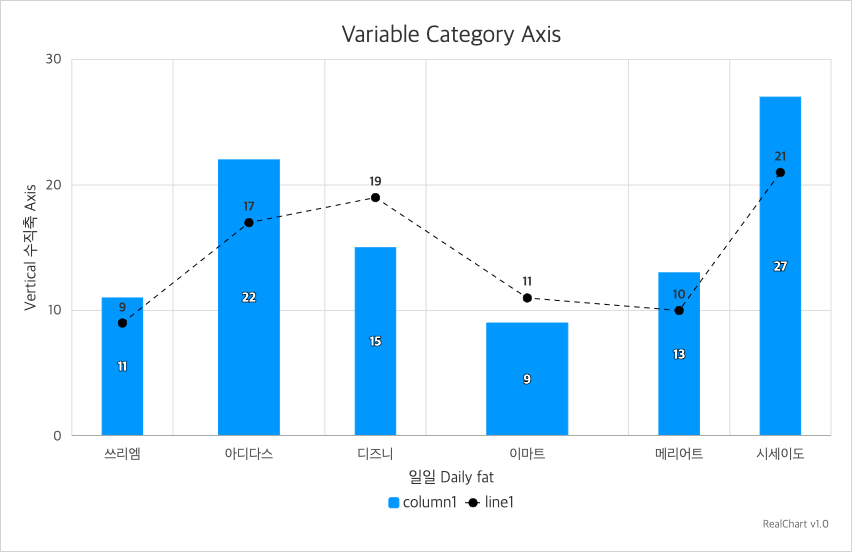 Variable Category Axis
30
20
10
0
Vertical 수직축 Axis
9
17
19
11
10
21
11
22
15
9
13
27
쓰리엠 아디다스 디즈니 이마트 메리어트 시세이도
일일 Daily fat
column1 line1
RealChart v1.0